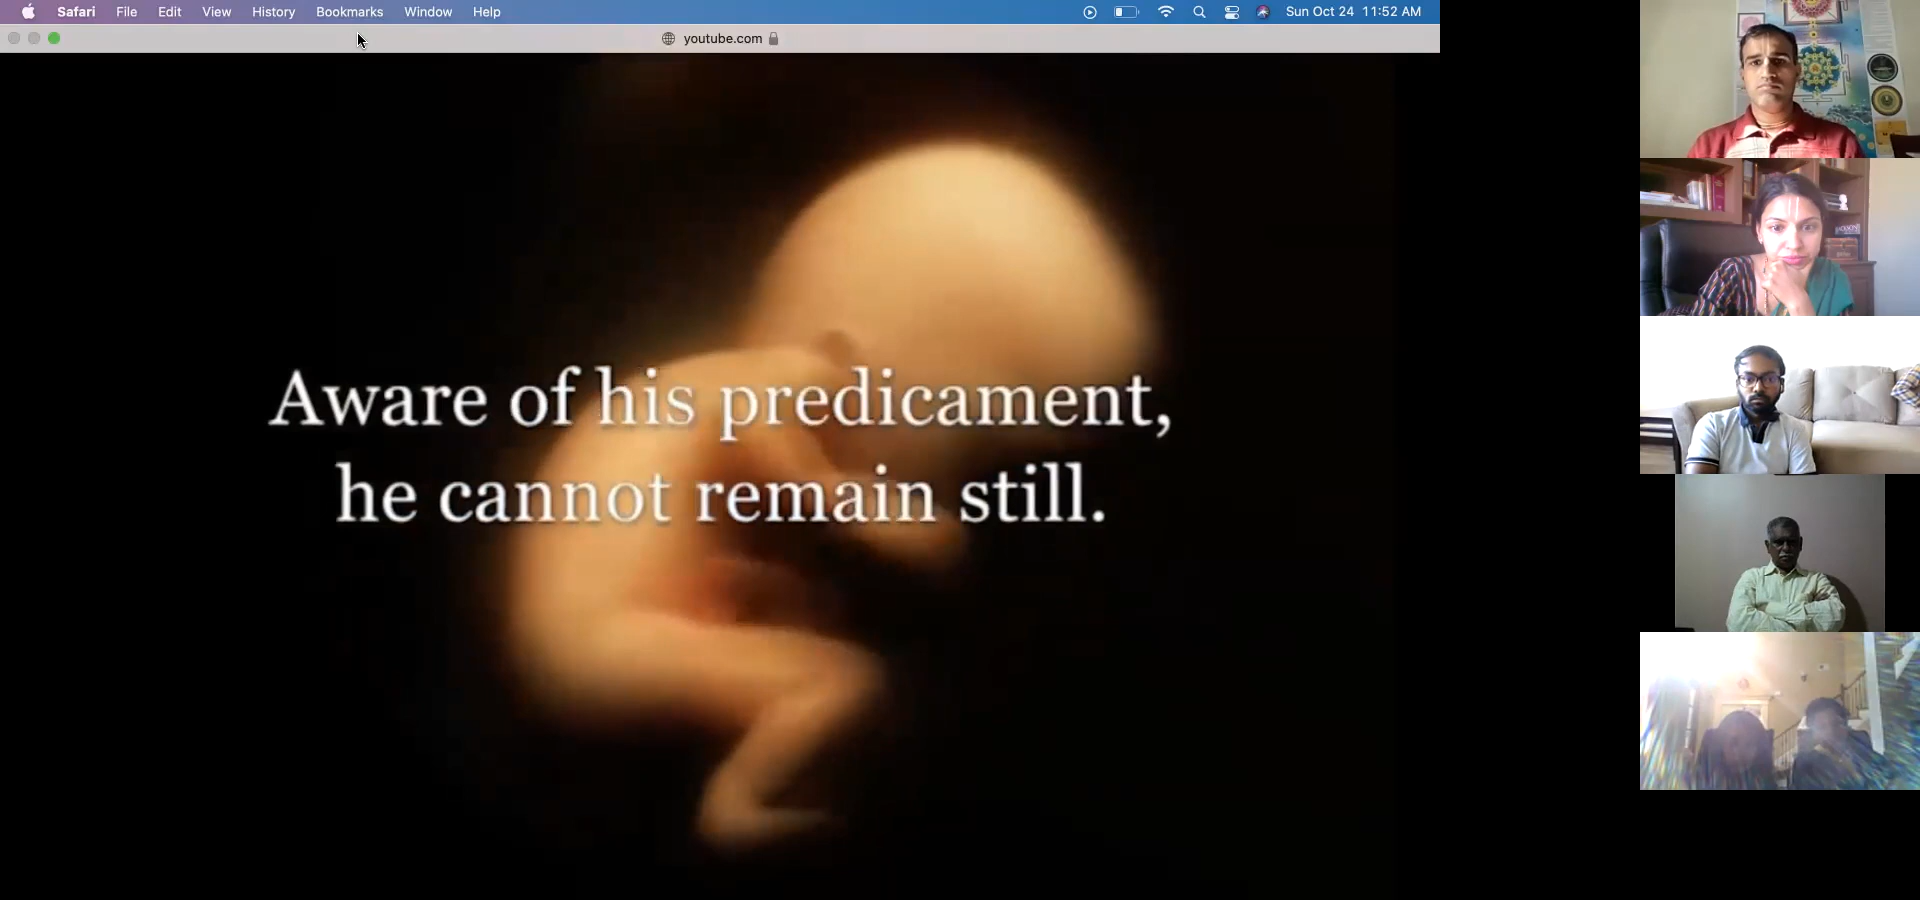 Safari File Edit View History Bookmarks Window Help Sun Oct 24 11:52 AM
youtube.com
Aware of his predicament,
he cannot remain still.